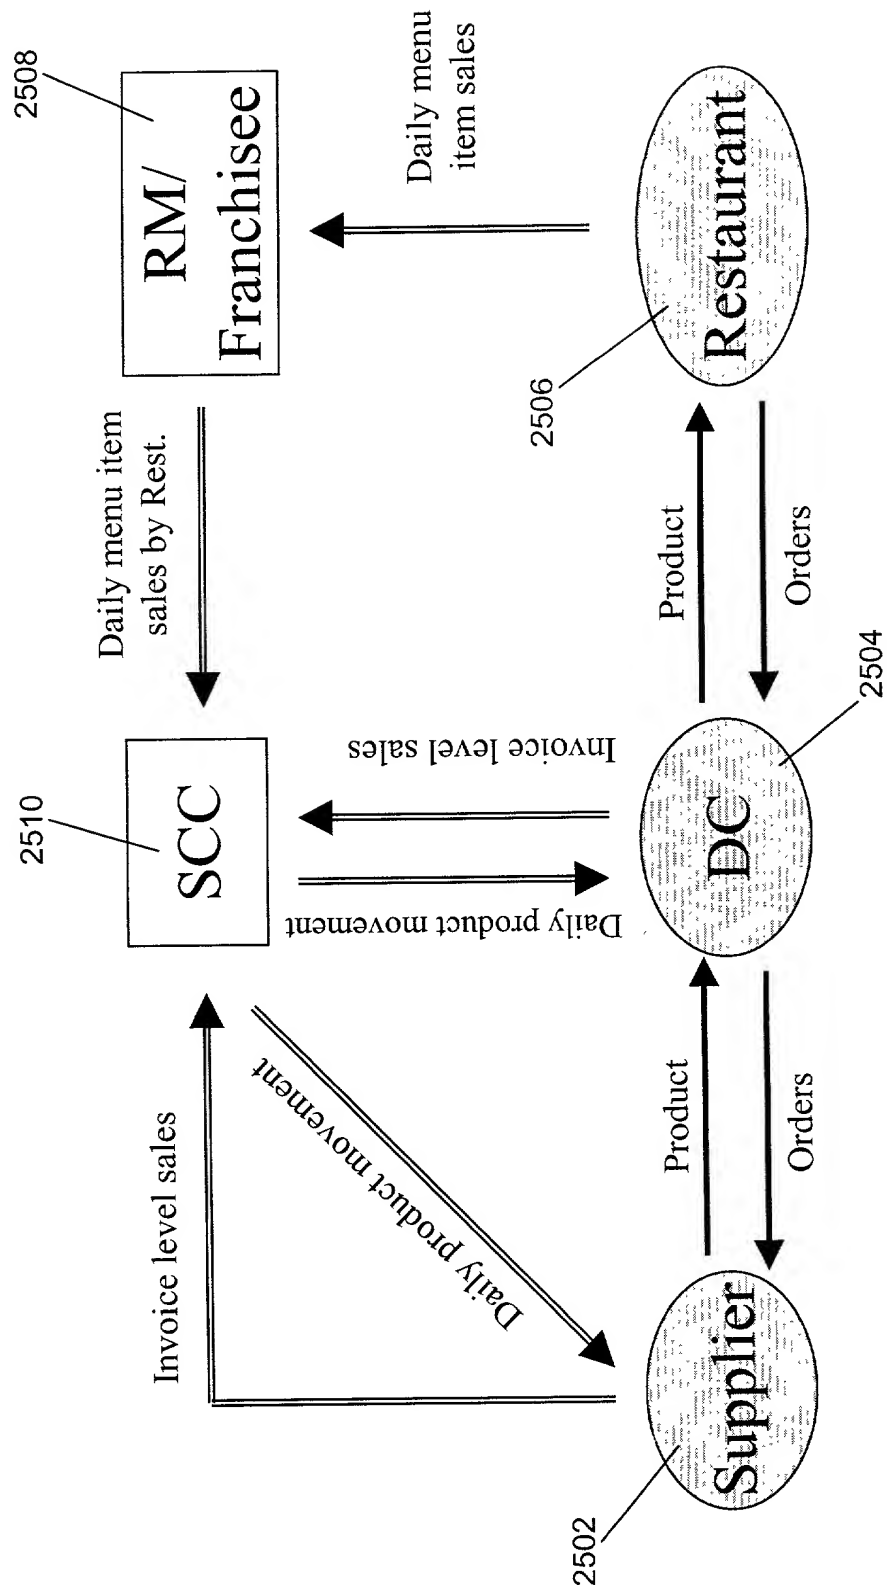 2510
2508
SCC
Daily menu item
sales by Rest.
RM/
Franchisee
Invoice level sales
Daily product movement
Daily product movement
Invoice level sales
Daily menu
item sales
2502
Supplier
Product
Orders
DC
2504
Product
Orders
2506
Restaurant